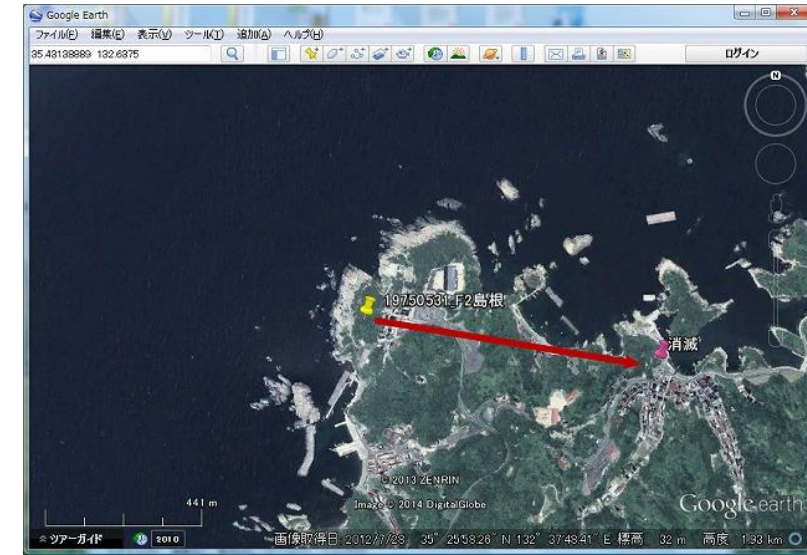 Google Earth
ファイル(F) 編集(E) 表示(V) ツール(T) 追加(A) ヘルプ(H)
35.43138889 132.6375
ログイン
N
19750531_F2島根
消滅
© 2013 ZENRIN
Image © 2014 DigitalGlobe
441 m
Google earth
ツアーガイド
2010
画像取得日: 2012/7/28 35° 25'58.26" N 132° 37'48.41" E 標高 32 m 高度 1.93 km